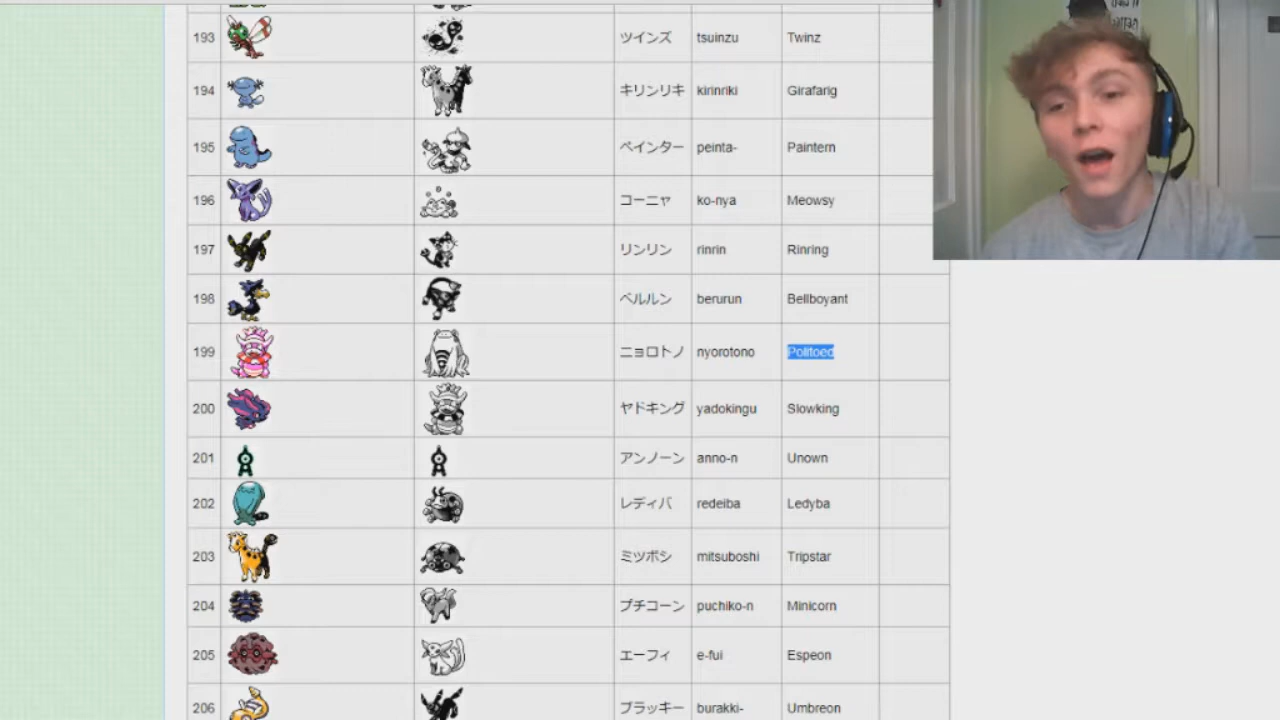 193 ツインズ tsuinzu Twinz
194 キリンリキ kirinriki Girafarig
195 ペインター peinta- Paintern
196 コーニャ ko-nya Meowsy
197 リンリン rinrin Rinring
198 ベルルン berurun Bellboyant
199 ニョロトノ nyorotono Politoed
200 ヤドキング yadokingu Slowking
201 アンノーン anno-n Unown
202 レディバ redeiba Ledyba
203 ミツボシ mitsuboshi Tripstar
204 プチコーン puchiko-n Minicorn
205 エーフィ e-fui Espeon
206 ブラッキー burakki- Umbreon